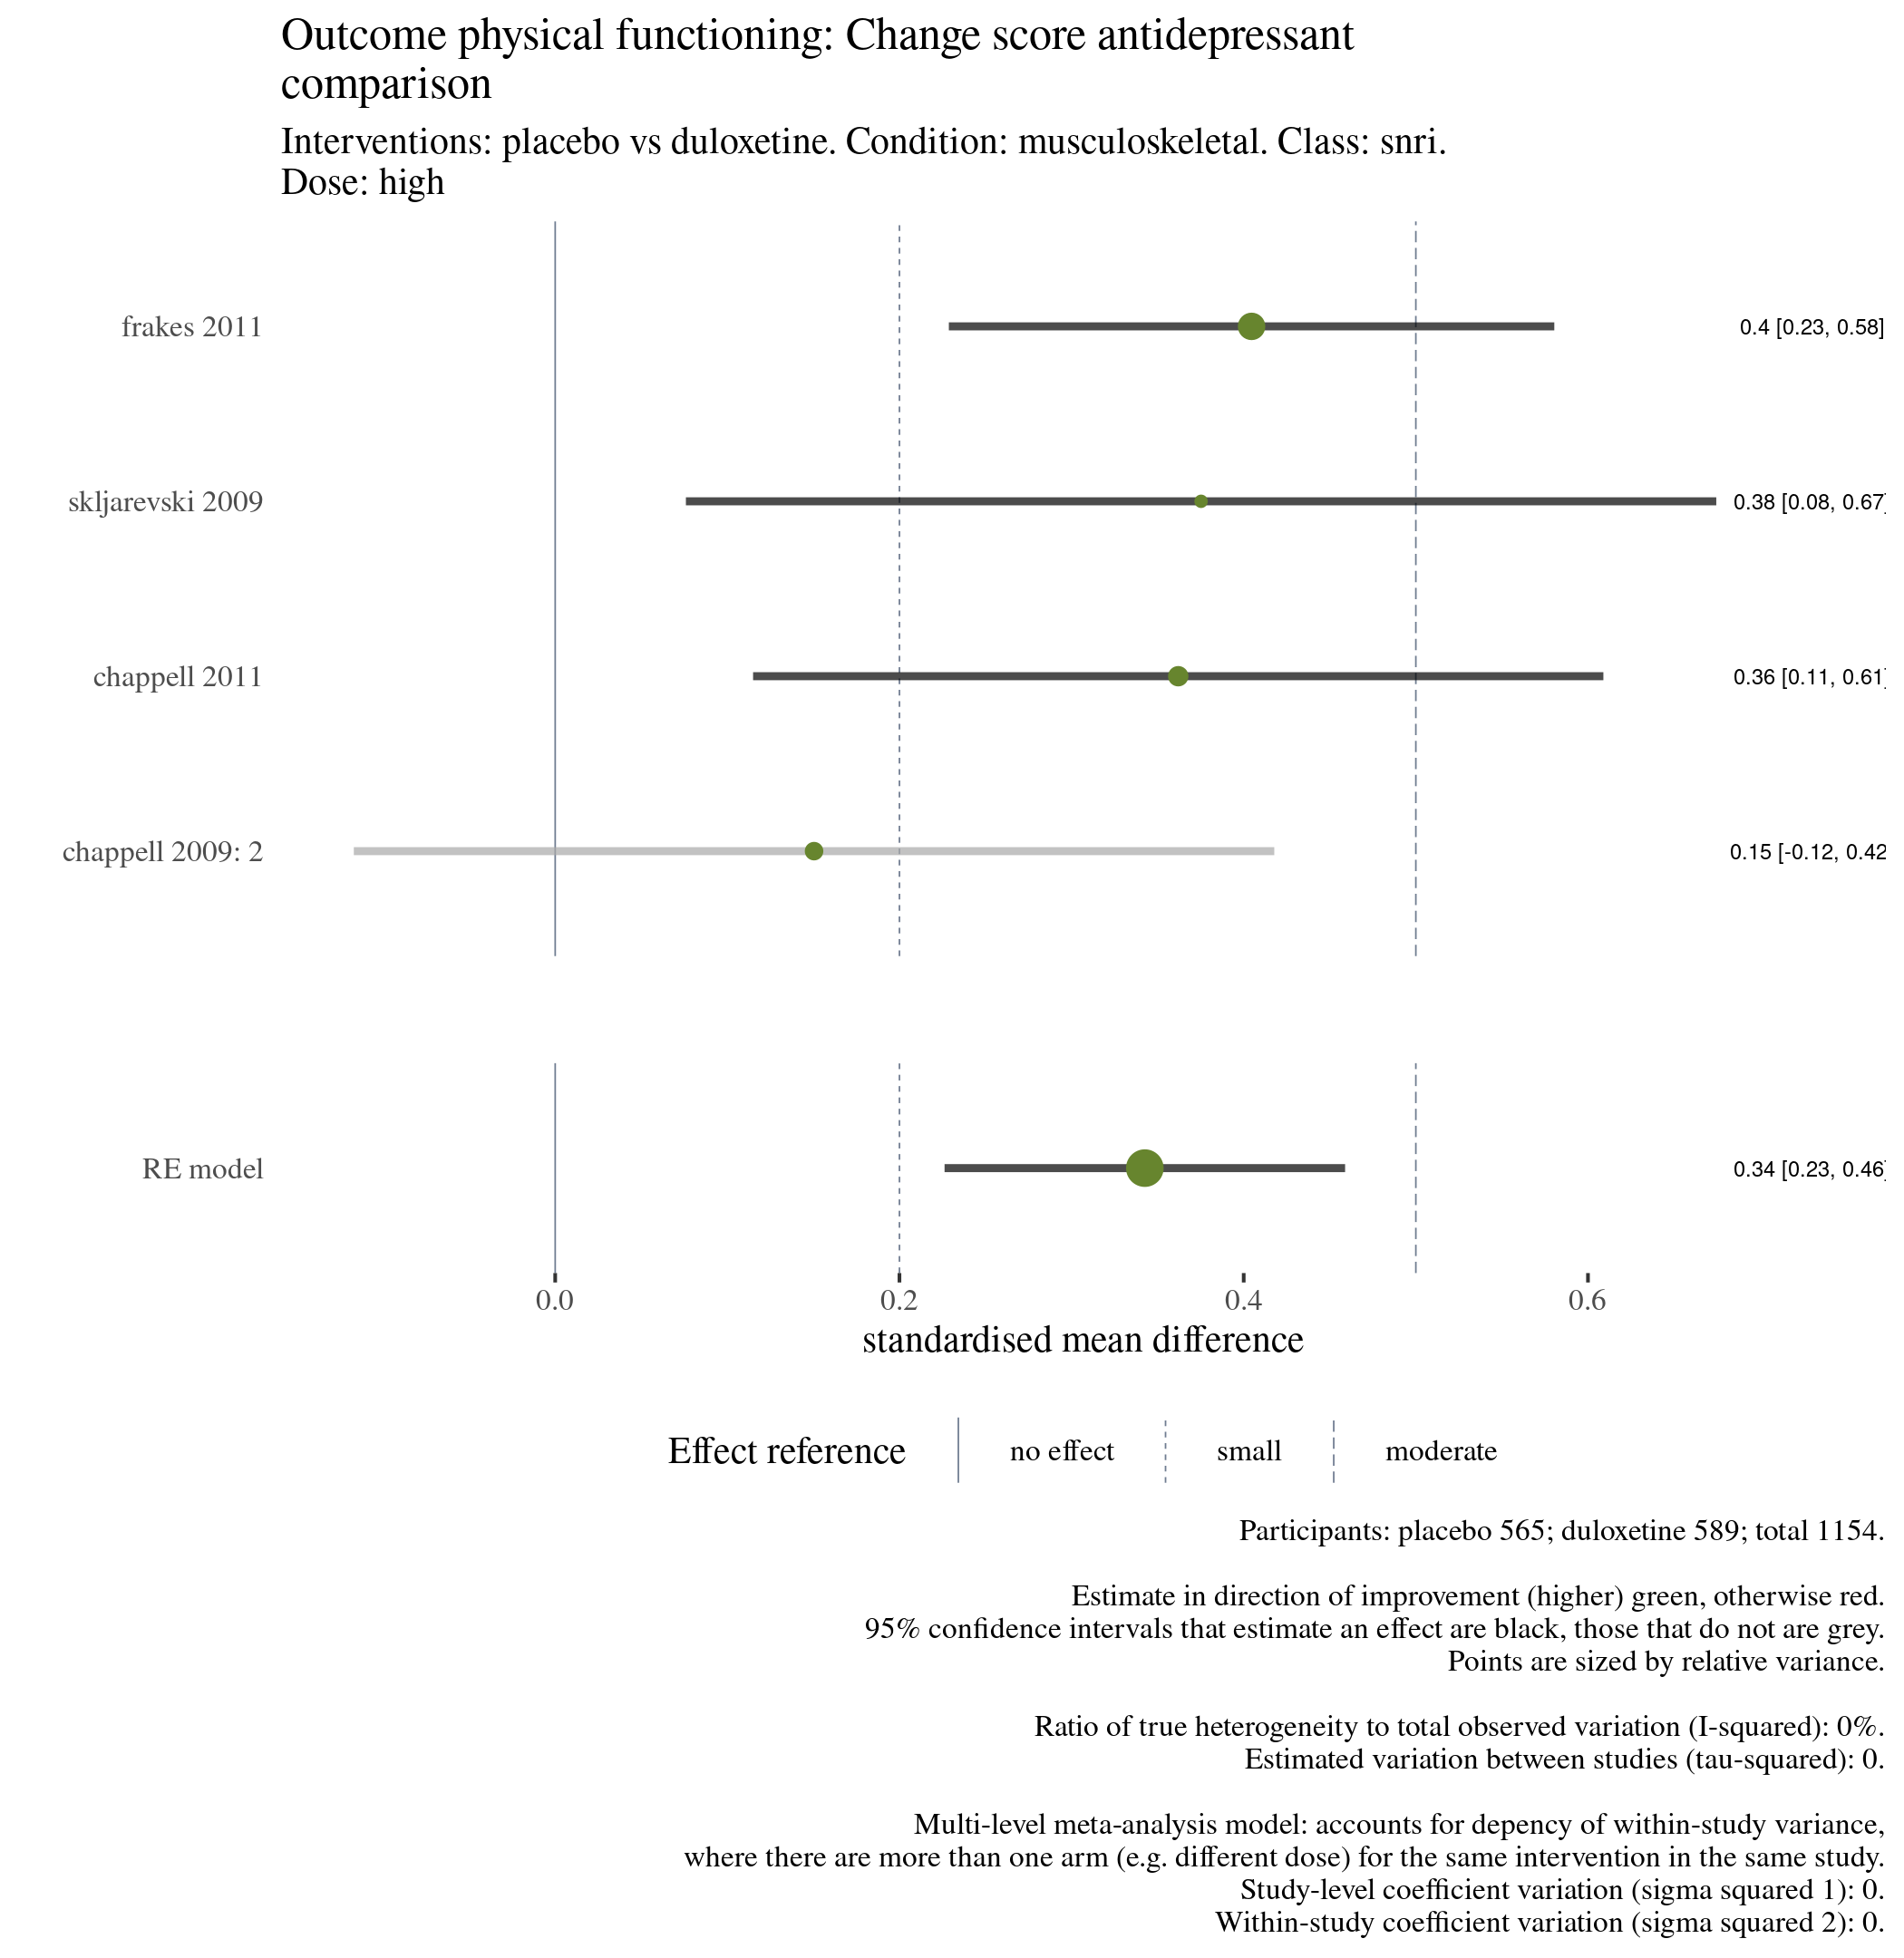 Outcome physical functioning: Change score antidepressant
comparison
Interventions: placebo vs duloxetine. Condition: musculoskeletal. Class: snri.
Dose: high
frakes 2011
0.4 [0.23, 0.58]
skljarevski 2009
0.38 [0.08, 0.67]
chappell 2011
0.36 [0.11, 0.61]
chappell 2009: 2
0.15 [-0.12, 0.42
RE model
0.34 [0.23, 0.46]
0.0 0.2 0.4 0.6
standardised mean difference
Effect reference no effect small moderate
Participants: placebo 565; duloxetine 589; total 1154.
Estimate in direction of improvement (higher) green, otherwise red.
95% confidence intervals that estimate an effect are black, those that do not are grey.
Points are sized by relative variance.
Ratio of true heterogeneity to total observed variation (I-squared): 0%.
Estimated variation between studies (tau-squared): 0.
Multi-level meta-analysis model: accounts for depency of within-study variance,
where there are more than one arm (e.g. different dose) for the same intervention in the same study.
Study-level coefficient variation (sigma squared 1): 0.
Within-study coefficient variation (sigma squared 2): 0.